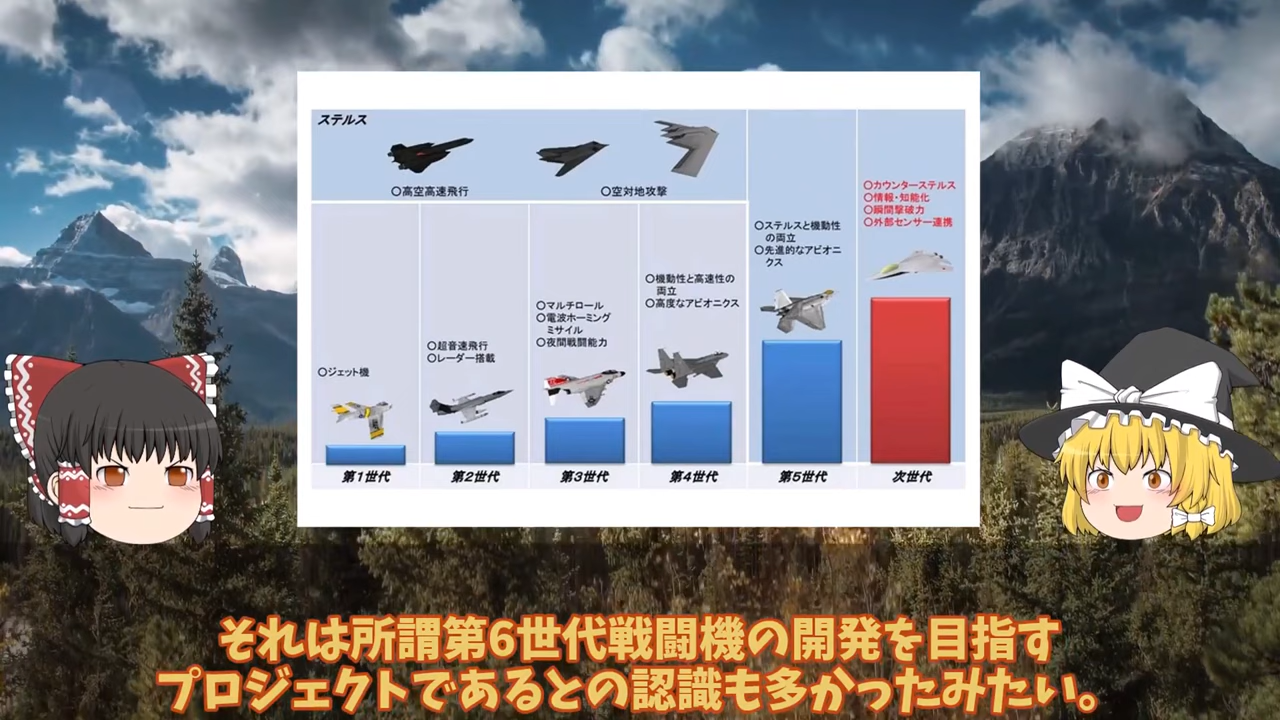 ステルス
○高空高速飛行
○空対地攻撃
○ジェット機
○超音速飛行
○レーダー搭載
○マルチロール
○電波ホーミング
ミサイル
○夜間戦闘能力
○機動性と高速性の
両立
○高度なアビオニクス
○ステルスと機動性
の両立
○先進的なアビオニ
クス
○カウンターステルス
○情報・知能化
○瞬間撃破力
○外部センサー連携
第1世代
第2世代
第3世代
第4世代
第5世代
次世代
それは所謂第6世代戦闘機の開発を目指す
プロジェクトであるとの認識も多かったみたい。